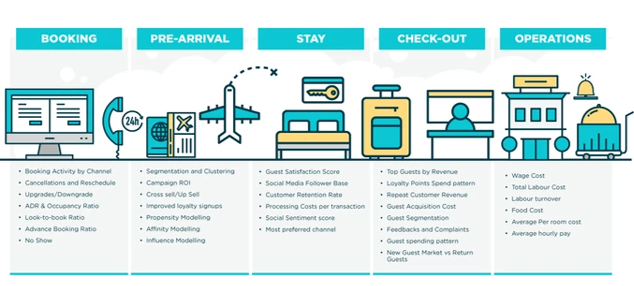 BOOKING
PRE-ARRIVAL
STAY
CHECK-OUT
OPERATIONS
24h
• Booking Activity by Channel
• Cancellations and Reschedule
• Upgrades/Downgrade
• ADR & Occupancy Ratio
• Look-to-book Ratio
• Advance Booking Ratio
• No Show
• Segmentation and Clustering
• Campaign ROI
• Cross sell/Up Sell
• Improved loyalty signups
• Propensity Modelling
• Affinity Modelling
• Influence Modelling
• Guest Satisfaction Score
• Social Media Follower Base
• Customer Retention Rate
• Processing Costs per transaction
• Social Sentiment score
• Most preferred channel
• Top Guests by Revenue
• Loyalty Points Spend pattern
• Repeat Customer Revenue
• Guest Acquisition Cost
• Guest Segmentation
• Feedbacks and Complaints
• Guest spending pattern
• New Guest Market vs Return
Guests
• Wage Cost
• Total Labour Cost
• Labour turnover
• Food Cost
• Average Per room cost
• Average hourly pay